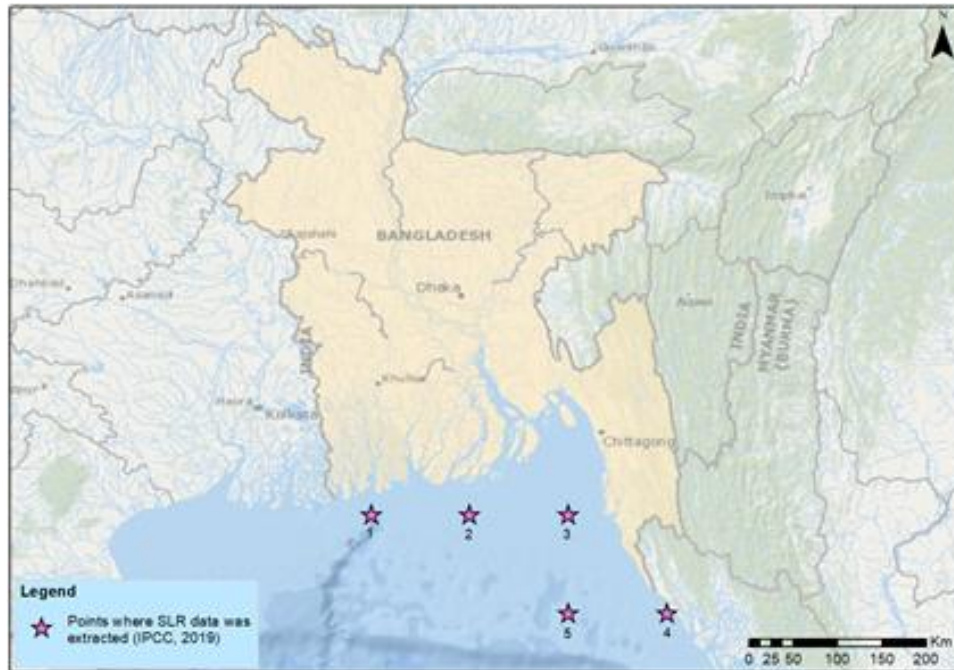 N
BANGLADESH
Dhaka
INDIA
Kolkata
Chittagong
INDIA
MYANMAR
(BURMA)
1
2
3
5
4
Legend
Points where SLR data was
extracted (IPCC, 2019)
Km
0 25 50 100 150 200